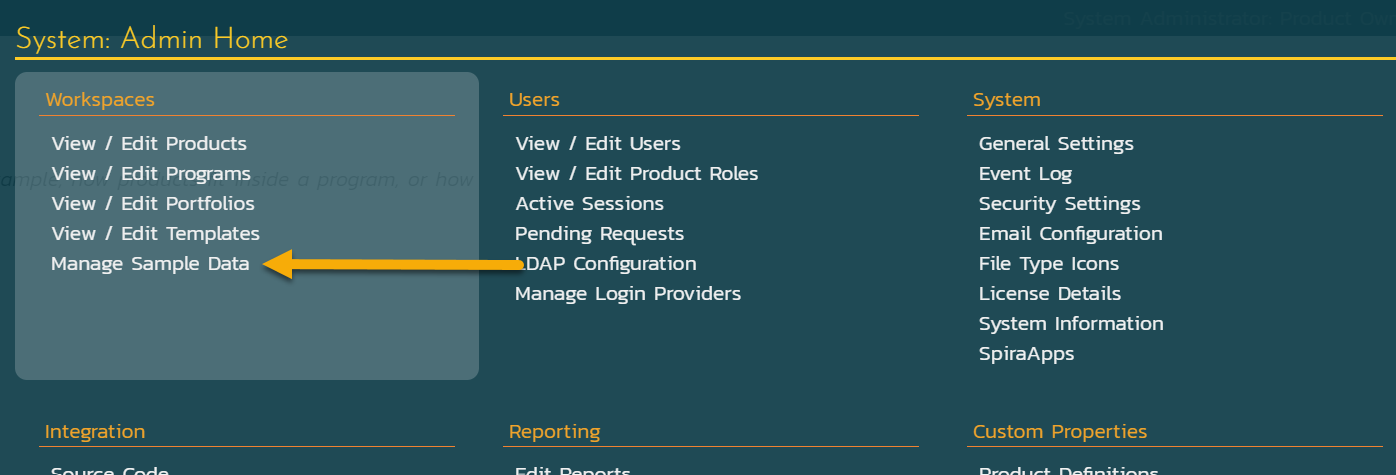 System Administrator Product Ow
System: Admin Home
Workspaces
View / Edit Products
View / Edit Programs
ample, how products fit inside a program, or how
View / Edit Portfolios
View / Edit Templates
Manage Sample Data
Users
View / Edit Users
View / Edit Product Roles
Active Sessions
Pending Requests
LDAP Configuration
Manage Login Providers
System
General Settings
Event Log
Security Settings
Email Configuration
File Type Icons
License Details
System Information
SpiraApps
Integration
Source Code
Reporting
Edit Reports
Custom Properties
Product Definitions